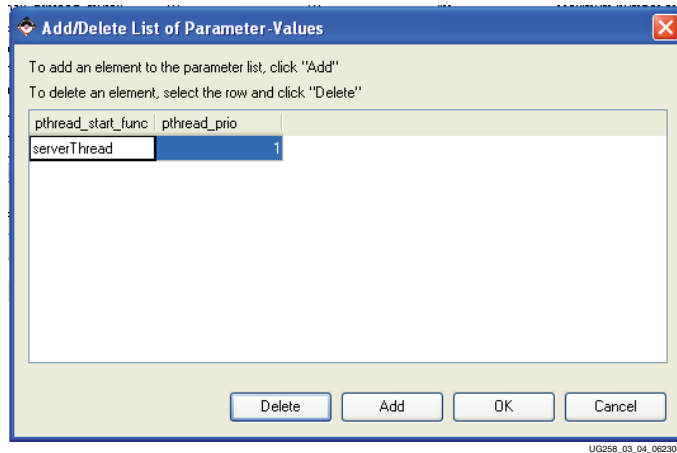 Add/Delete List of Parameter-Values
To add an element to the parameter list, click "Add"
To delete an element, select the row and click "Delete"
pthread_start_func pthread_prio
serverThread 1
Delete Add OK Cancel
UG258_03_04_06230